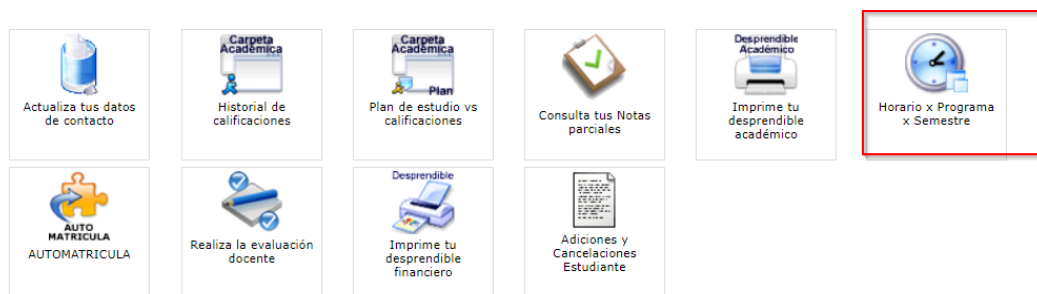 Actualiza tus datos
de contacto
Carpeta
Académica
Historial de
calificaciones
Carpeta
Académica
Plan
Plan de estudio vs
calificaciones
Consulta tus Notas
parciales
Desprendible
Académico
Imprime tu
desprendible
académico
Horario x Programa
x Semestre
AUTO
MATRICULA
AUTOMATRICULA
Realiza la evaluación
docente
Desprendible
Imprime tu
desprendible
financiero
Adiciones y
Cancelaciones
Estudiante